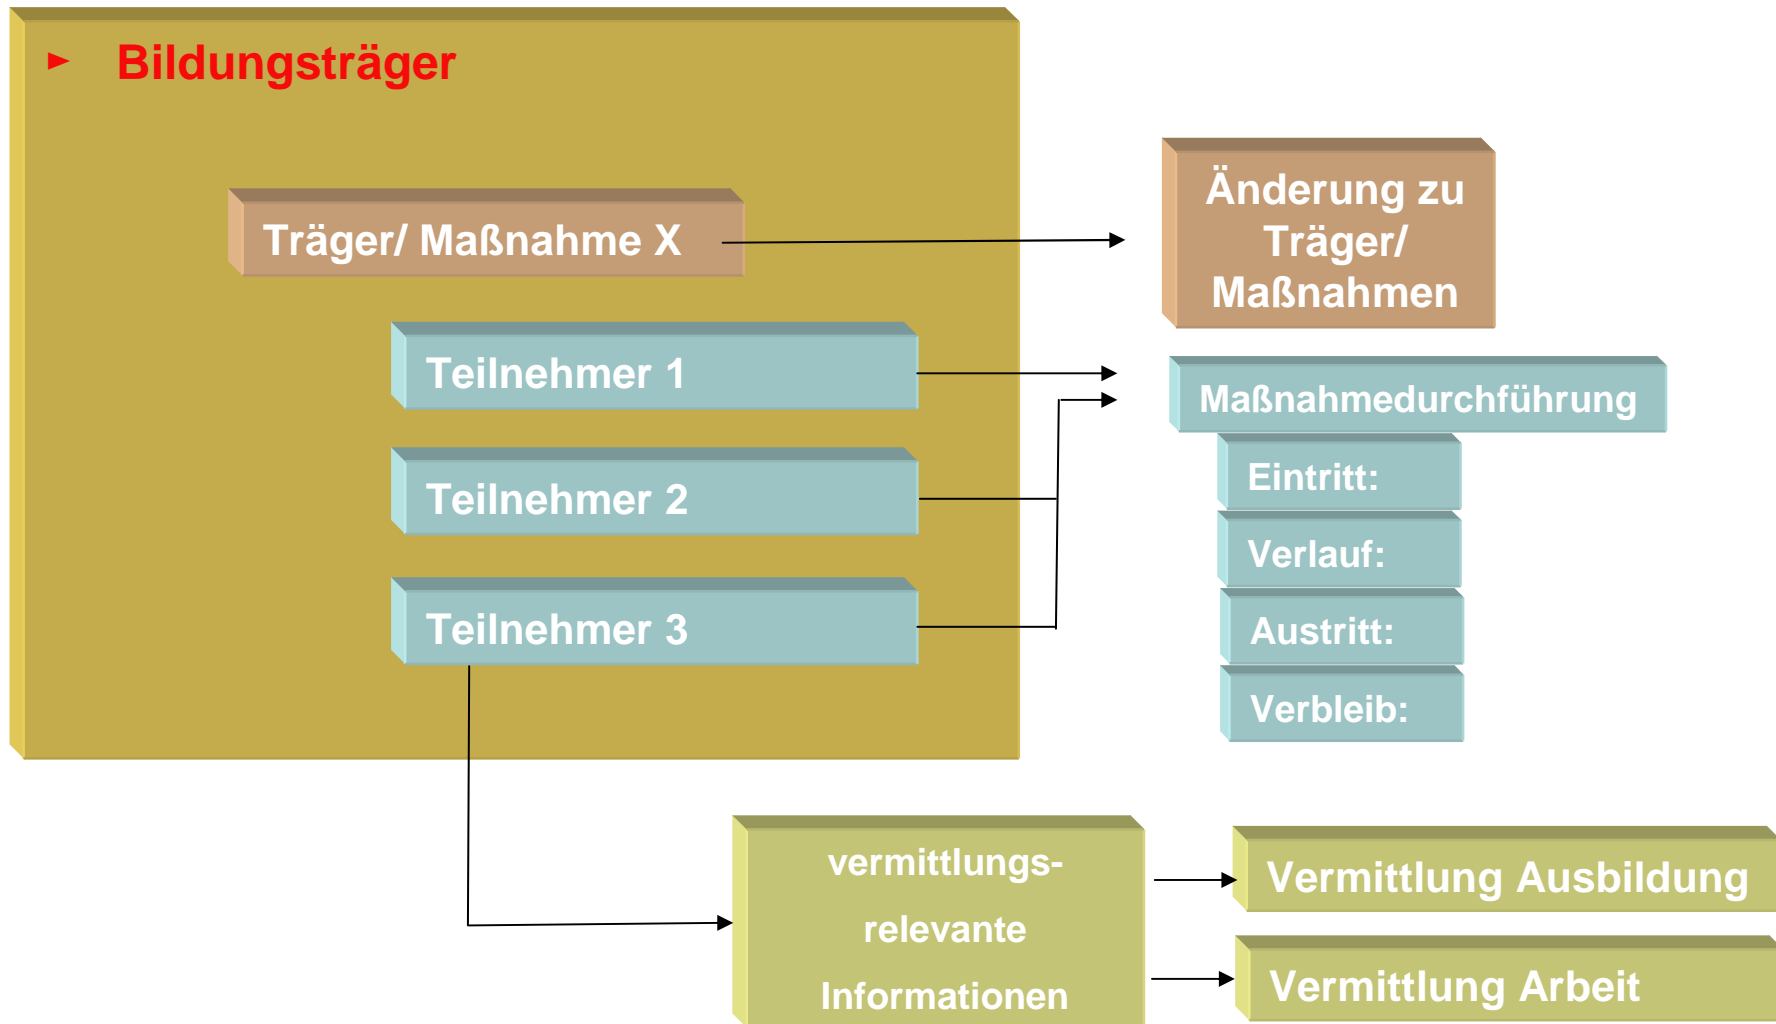 ► Bildungsträger
Träger/ Maßnahme X
Änderung zu
Träger/
Maßnahmen
Teilnehmer 1
Teilnehmer 2
Teilnehmer 3
Maßnahmedurchführung
Eintritt:
Verlauf:
Austritt:
Verbleib:
vermittlungs-
relevante
Informationen
Vermittlung Ausbildung
Vermittlung Arbeit